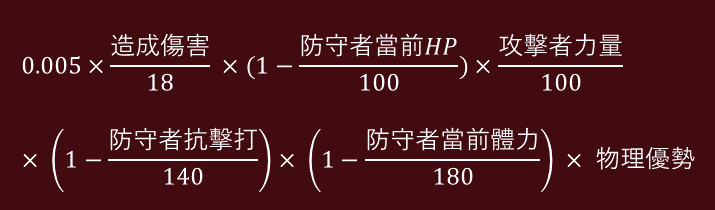 0.005 × 造成傷害/18 × (1 − 防守者當前HP/100) × 攻擊者力量/100
× (1 − 防守者抗擊打/140) × (1 − 防守者當前體力/180) × 物理優勢